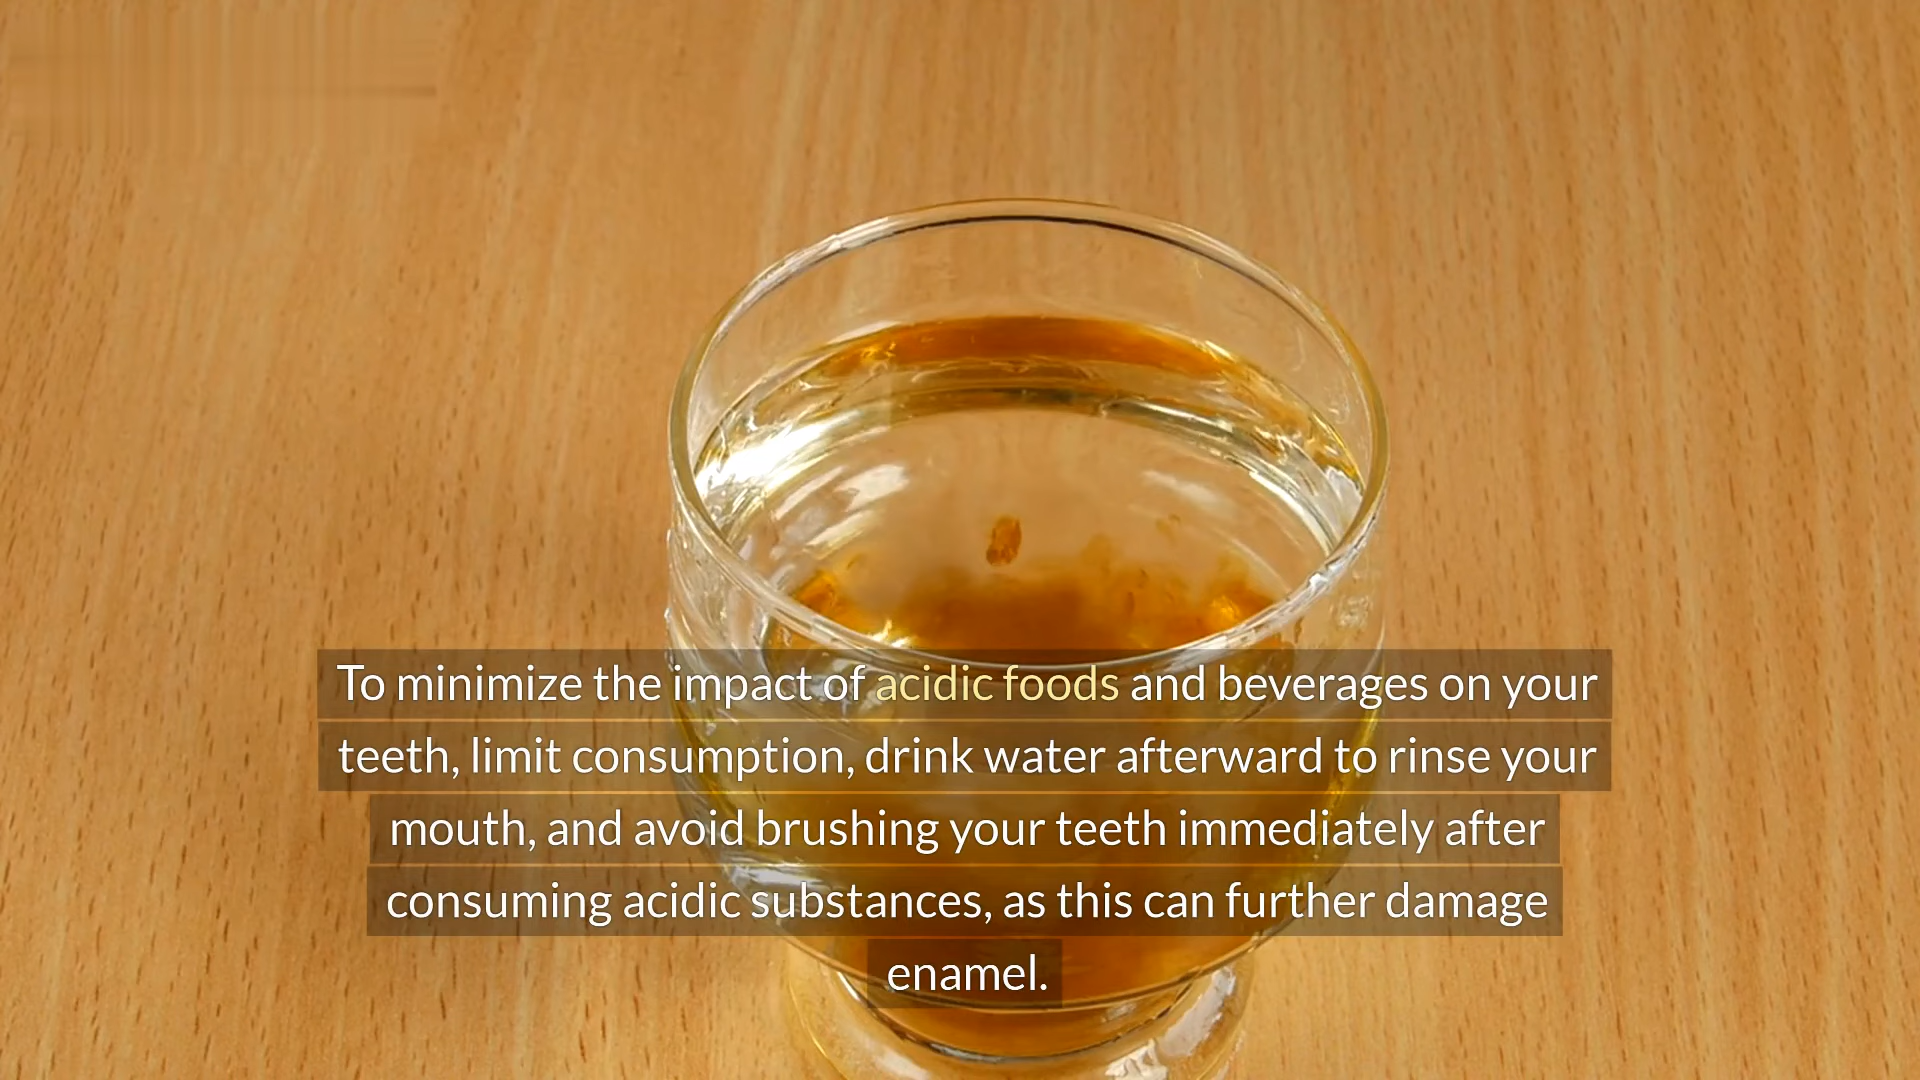 To minimize the impact of acidic foods and beverages on your
teeth, limit consumption, drink water afterward to rinse your
mouth, and avoid brushing your teeth immediately after
consuming acidic substances, as this can further damage
enamel.